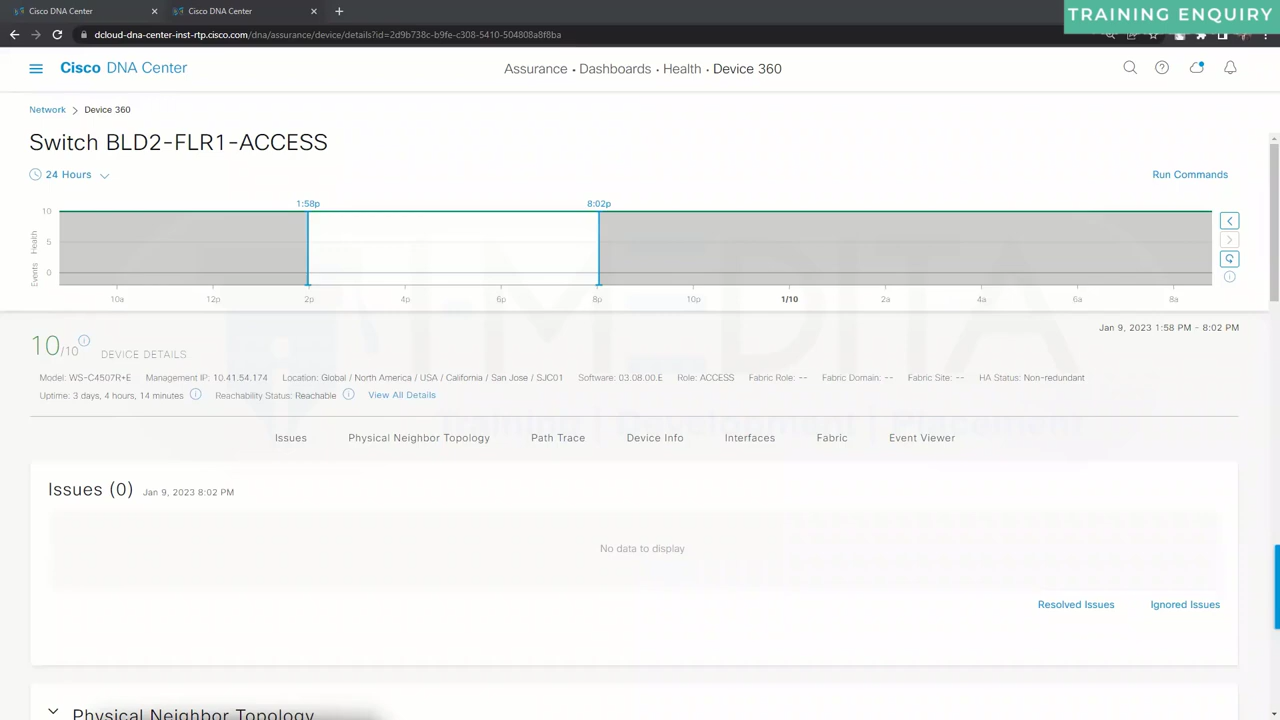 Cisco DNA Center
Cisco DNA Center
TRAINING ENQUIRY
dcloud-dna-center-inst-rtp.cisco.com/dna/assurance/device/details?id=2d9b738c-b9fe-c308-5410-504808a8f8ba
Cisco DNA Center
Assurance • Dashboards • Health • Device 360
Network > Device 360
Switch BLD2-FLR1-ACCESS
24 Hours
Run Commands
1:58p
8:02p
10
5
0
Health
Events
10a
12p
2p
4p
6p
8p
10p
1/10
2a
4a
6a
8a
Jan 9, 2023 1:58 PM - 8:02 PM
10/10 DEVICE DETAILS
Model: WS-C4507R+E Management IP: 10.41.54.174 Location: Global / North America / USA / California / San Jose / SJC01 Software: 03.08.00.E Role: ACCESS Fabric Role: -- Fabric Domain: -- Fabric Site: -- HA Status: Non-redundant
Uptime: 3 days, 4 hours, 14 minutes Reachability Status: Reachable View All Details
Training | Development | Placement
Issues Physical Neighbor Topology Path Trace Device Info Interfaces Fabric Event Viewer
Issues (0) Jan 9, 2023 8:02 PM
No data to display
Resolved Issues Ignored Issues
Physical Neighbor Topology